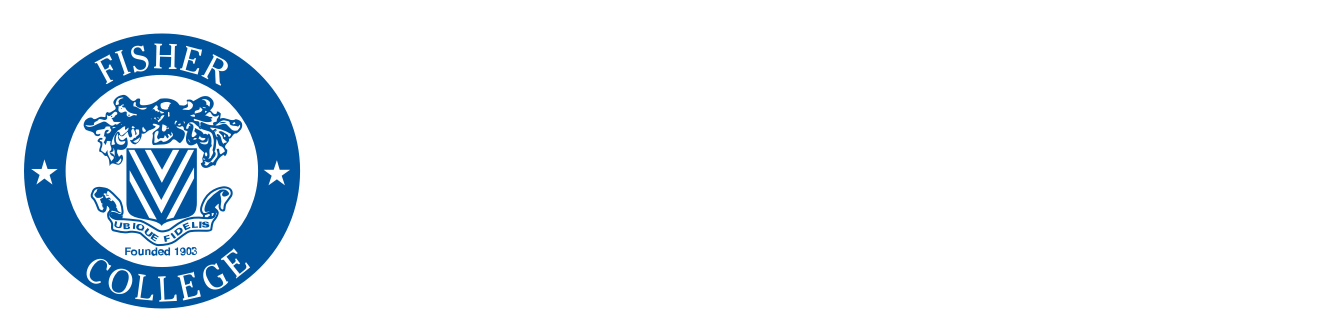 FISHER
UBIQUE FIDELIS
Founded 1903
COLLEGE